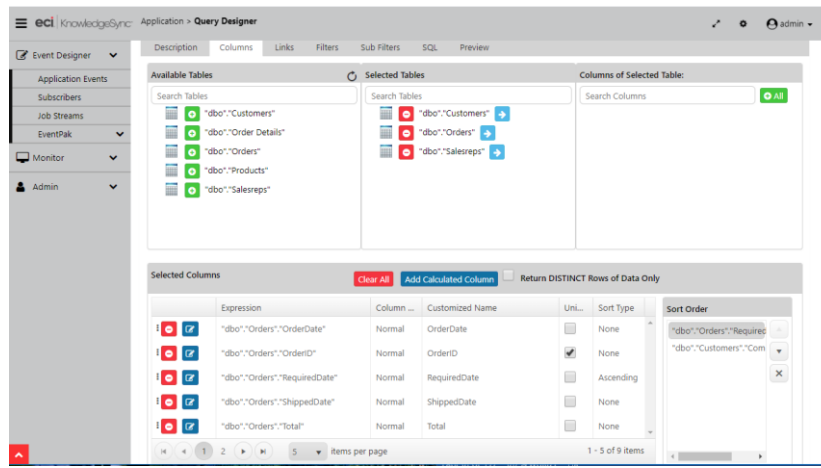 eci KnowledgeSync Application > Query Designer admin
Event Designer Description Columns Links Filters Sub Filters SQL Preview
Application Events
Subscribers
Job Streams
EventPak
Monitor
Admin
Available Tables Selected Tables Columns of Selected Table:
Search Tables Search Tables Search Columns All
"dbo"."Customers" "dbo"."Customers"
"dbo"."Order Details" "dbo"."Orders"
"dbo"."Orders" "dbo"."Salesreps"
"dbo"."Products"
"dbo"."Salesreps"
Selected Columns Clear All Add Calculated Column Return DISTINCT Rows of Data Only
Expression Column ... Customized Name Uni... Sort Type Sort Order
"dbo"."Orders"."OrderDate" Normal OrderDate None "dbo"."Orders"."Required
"dbo"."Orders"."OrderID" Normal OrderID None "dbo"."Customers"."Com
"dbo"."Orders"."RequiredDate" Normal RequiredDate Ascending
"dbo"."Orders"."ShippedDate" Normal ShippedDate None
"dbo"."Orders"."Total" Normal Total None
1 2 5 items per page 1 - 5 of 9 items